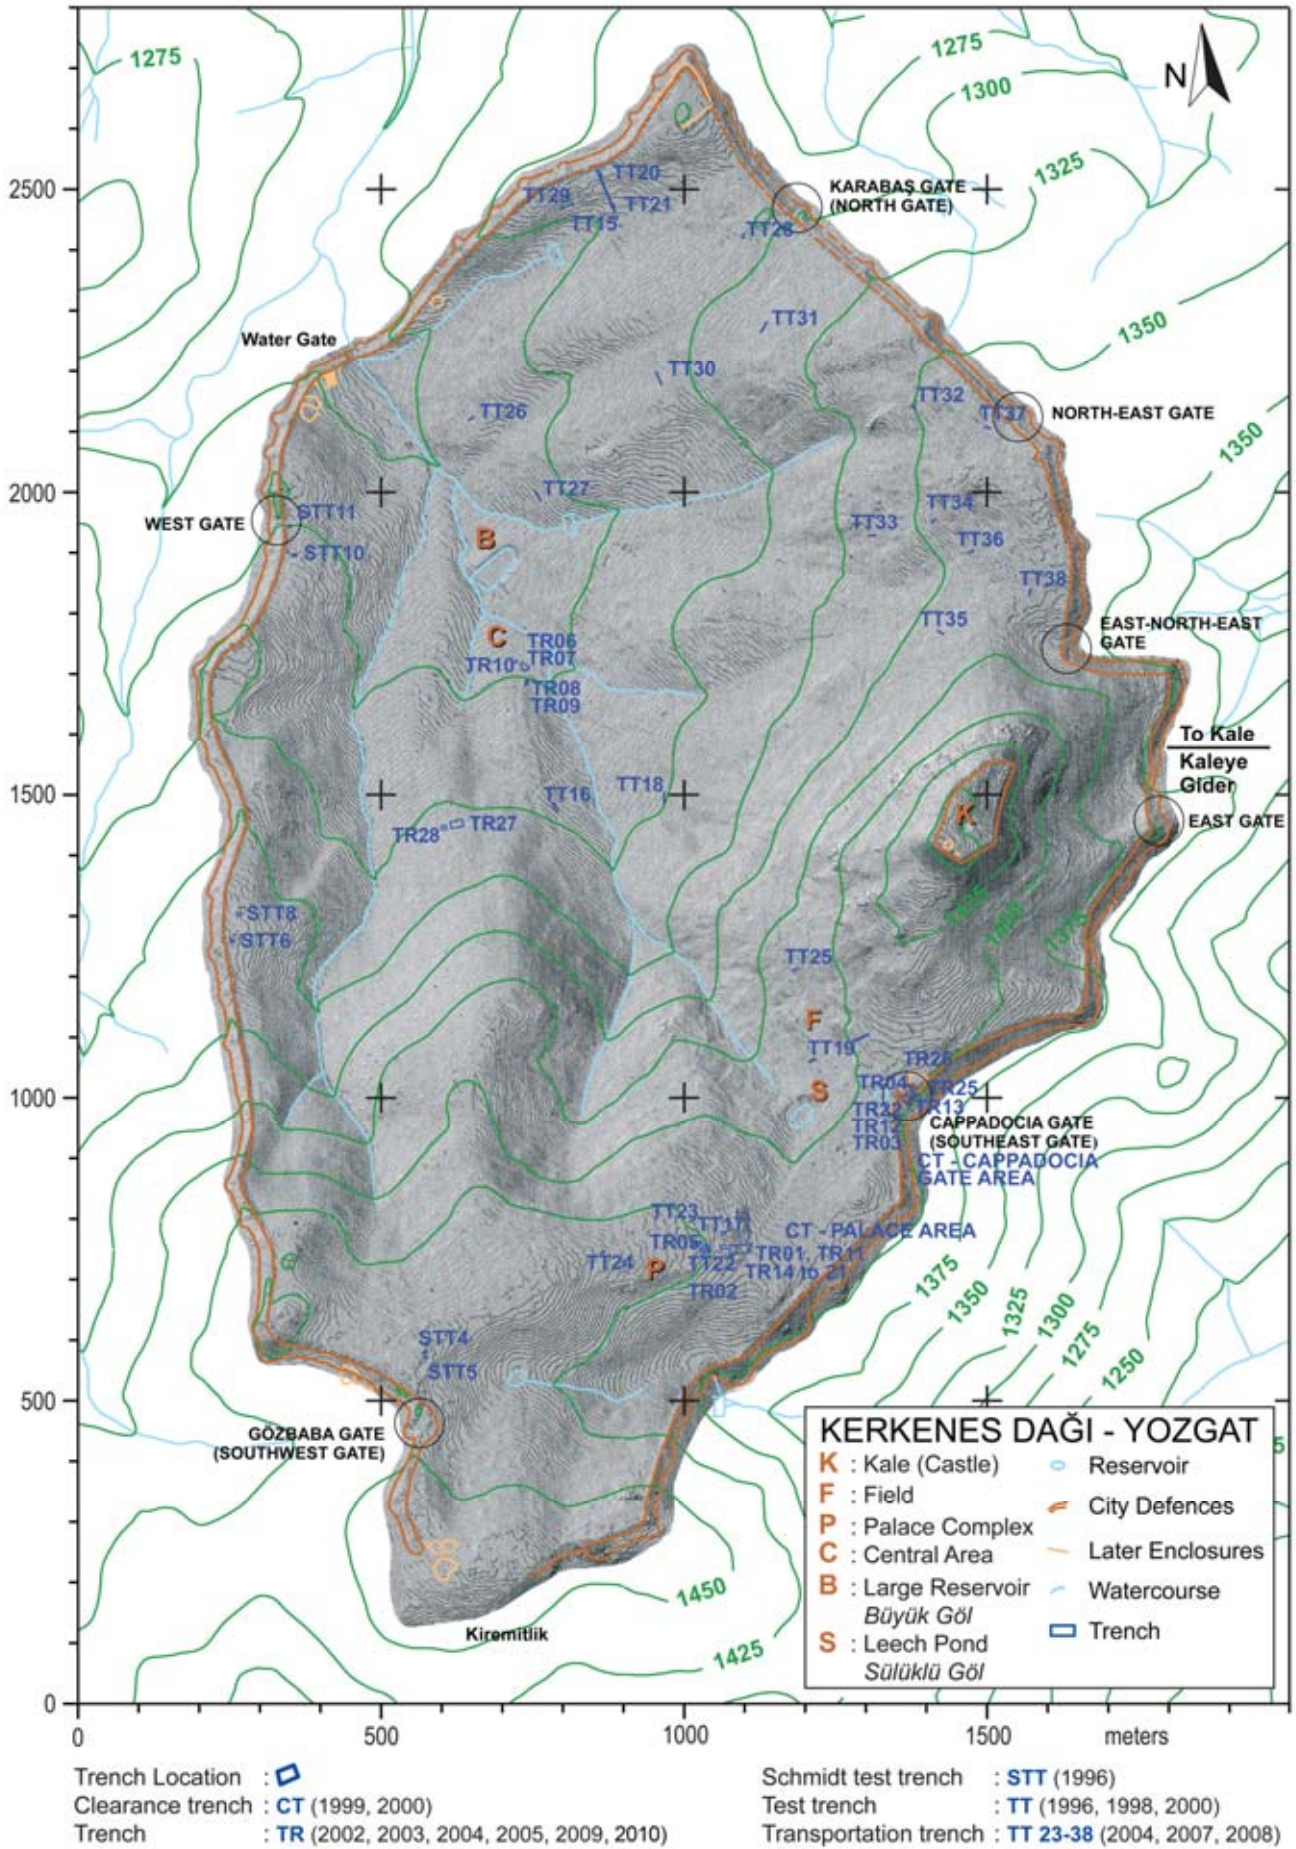 1275
1275
1300
N
1325
2500
TT20
TT29
TT21
TT15
KARABAŞ GATE
(NORTH GATE)
TT28
TT31
1350
Water Gate
TT30
TT32
TT26
TT37
NORTH-EAST GATE
1350
2000
TT27
TT34
STT11
WEST GATE
TT33
B
TT36
STT10
TT38
TT35
EAST-NORTH-EAST
GATE
C
TR06
TR10
TR07
TR08
TR09
To Kale
Kaleye
Gider
1500
TT18
TT16
K
TR28
TR27
EAST GATE
1375
STT8
STT6
TT25
F
TT19
TR26
1000
S
TR04
TR25
TR22
TR13
TR12
TR03
CAPPADOCIA GATE
(SOUTHEAST GATE)
CT - CAPPADOCIA
GATE AREA
TT23
TT17
CT - PALACE AREA
TR05
TR01, TR11
TT24
P
TT22
TR14 to 21
TR02
1375
1350
1325
1300
1275
1250
STT4
STT5
500
GÖZBABA GATE
(SOUTHWEST GATE)
5
1450
Kiremitlik
1425
KERKENES DAĞI - YOZGAT
K : Kale (Castle)
F : Field
P : Palace Complex
C : Central Area
B : Large Reservoir
Büyük Göl
S : Leech Pond
Sülüklü Göl
Reservoir
City Defences
Later Enclosures
Watercourse
Trench
0
0
500
1000
1500
meters
Trench Location :
Clearance trench : CT (1999, 2000)
Trench : TR (2002, 2003, 2004, 2005, 2009, 2010)
Schmidt test trench : STT (1996)
Test trench : TT (1996, 1998, 2000)
Transportation trench : TT 23-38 (2004, 2007, 2008)